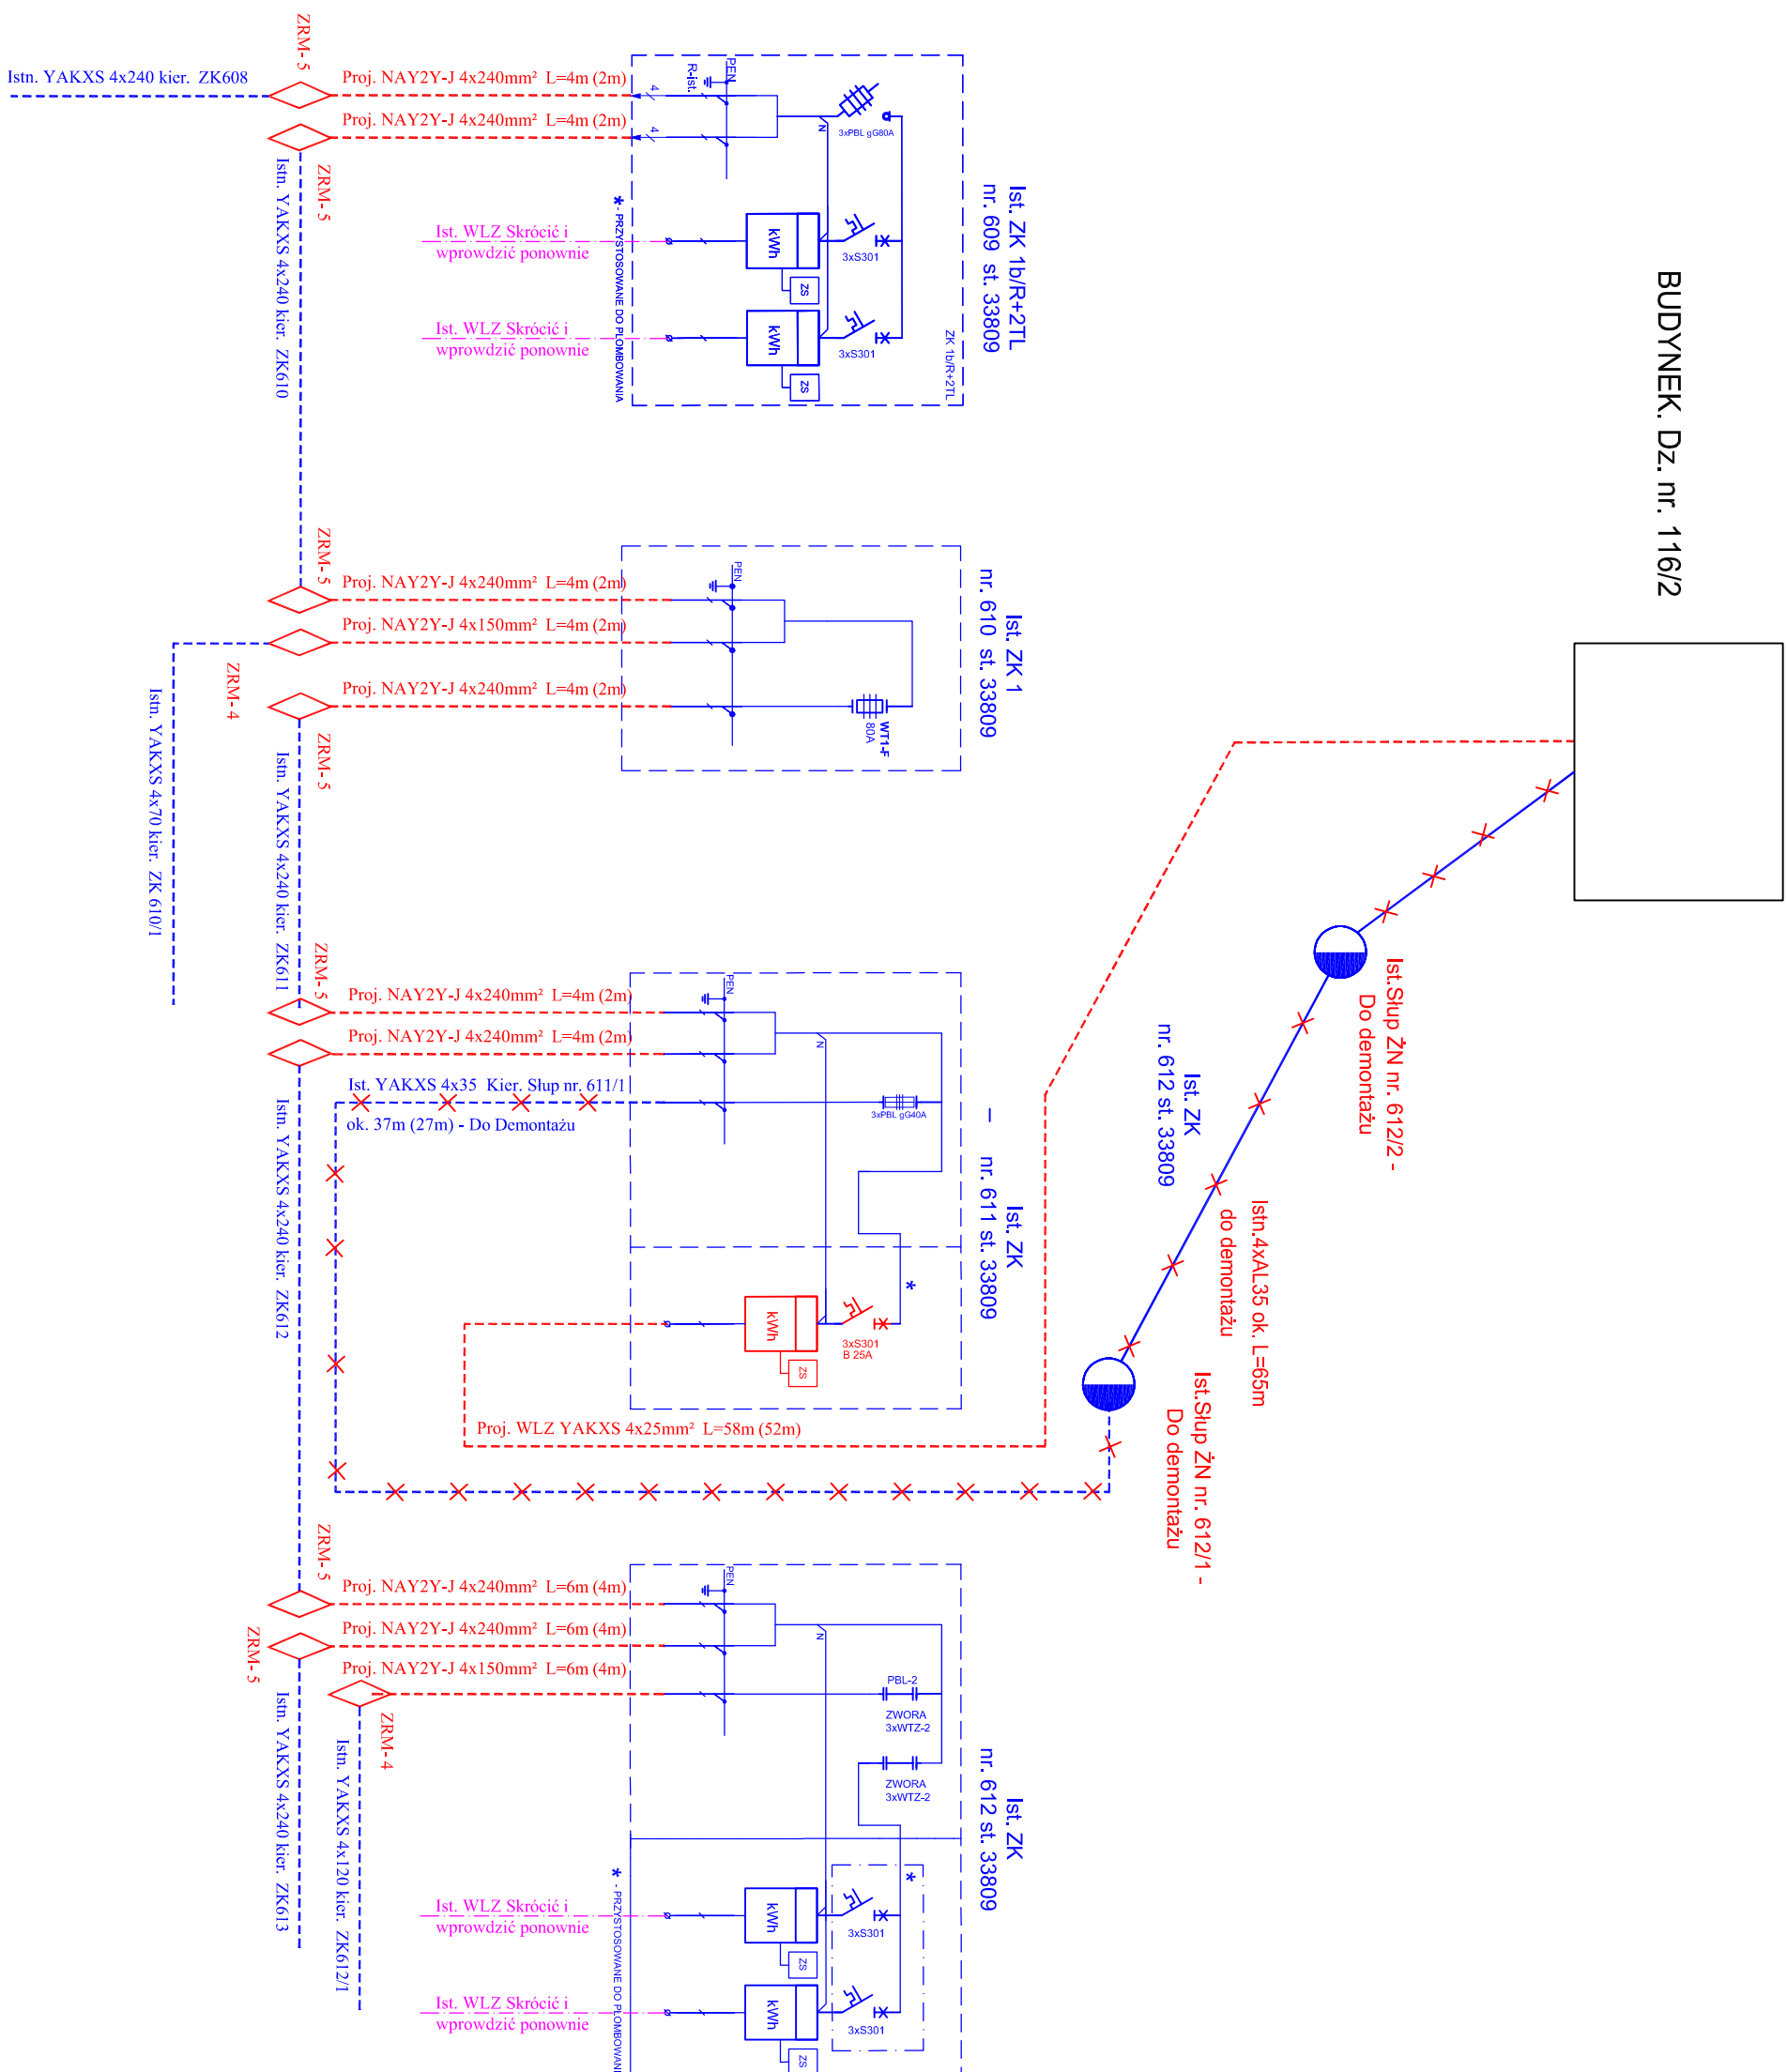 BUDYNEK. Dz. nr. 116/2
Istn. YAKXS 4x240 kier. ZK608
ZRM-5
Proj. NAY2Y-J 4x240mm² L=4m (2m)
Proj. NAY2Y-J 4x240mm² L=4m (2m)
ZRM-5
Istn. YAKXS 4x240 kier. ZK610
Ist. WLZ Skrócić i
wprowdzić ponownie
Ist. WLZ Skrócić i
wprowdzić ponownie
PEN
R-ist.
4
4
N
3xPBL gG80A
kWh
ZS
3xS301
kWh
ZS
3xS301
* - PRZYSTOSOWANE DO PLOMBOWANIA
ZK 1b/R+2TL
Ist. ZK 1b/R+2TL
nr. 609 st. 33809
ZRM-5
Proj. NAY2Y-J 4x240mm² L=4m (2m)
Proj. NAY2Y-J 4x150mm² L=4m (2m)
Proj. NAY2Y-J 4x240mm² L=4m (2m)
ZRM-4
ZRM-5
Istn. YAKXS 4x70 kier. ZK 610/1
Istn. YAKXS 4x240 kier. ZK611
PEN
WT1-F
80A
Ist. ZK 1
nr. 610 st. 33809
ZRM-5
Proj. NAY2Y-J 4x240mm² L=4m (2m)
Proj. NAY2Y-J 4x240mm² L=4m (2m)
Ist. YAKXS 4x35 Kier. Słup nr. 611/1
ok. 37m (27m) - Do Demontażu
Istn. YAKXS 4x240 kier. ZK612
PEN
N
3xPBL gG40A
*
kWh
ZS
3xS301
B 25A
Ist. ZK
– nr. 611 st. 33809
Proj. WLZ YAKXS 4x25mm² L=58m (52m)
Ist.Słup ŻN nr. 612/2 -
Do demontażu
Ist. ZK
nr. 612 st. 33809
Istn.4xAL35 ok. L=65m
do demontażu
Ist.Słup ŻN nr. 612/1 -
Do demontażu
ZRM-5
Proj. NAY2Y-J 4x240mm² L=6m (4m)
Proj. NAY2Y-J 4x240mm² L=6m (4m)
Proj. NAY2Y-J 4x150mm² L=6m (4m)
ZRM-5
ZRM-4
Istn. YAKXS 4x240 kier. ZK613
Istn. YAKXS 4x120 kier. ZK612/1
PEN
N
PBL-2
ZWORA
3xWTZ-2
ZWORA
3xWTZ-2
Ist. ZK
nr. 612 st. 33809
*
* - PRZYSTOSOWANE DO PLOMBOWANI
Ist. WLZ Skrócić i
wprowdzić ponownie
kWh
ZS
3xS301
Ist. WLZ Skrócić i
wprowdzić ponownie
kWh
ZS
3xS301